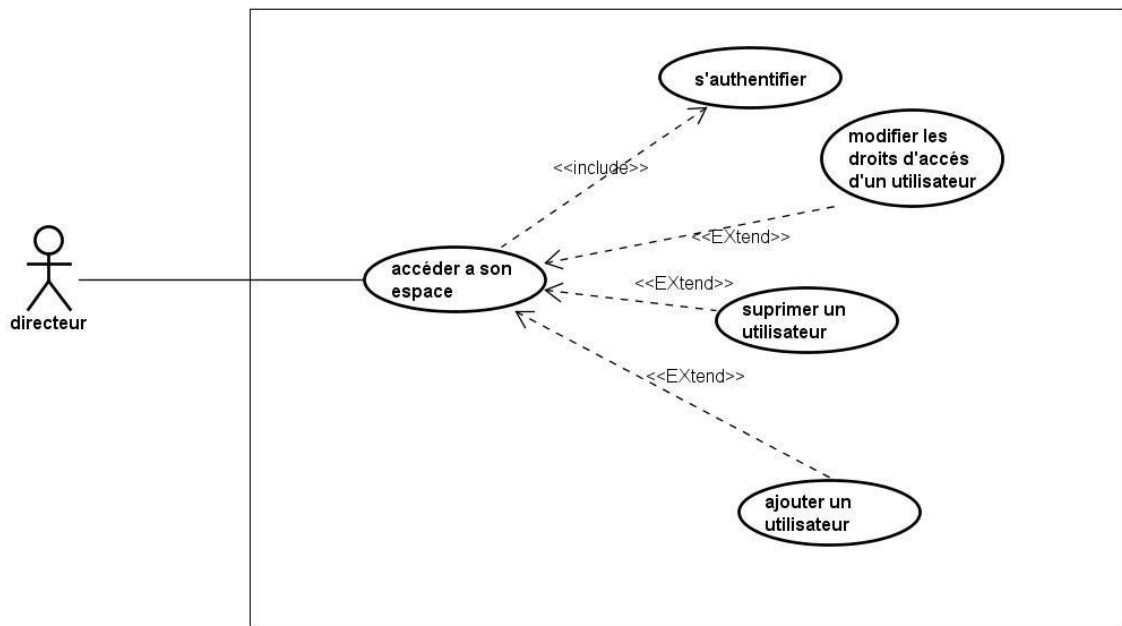 s'authentifier
modifier les
droits d'accés
d'un utilisateur
<<include>>
<<EXtend>>
accéder a son
espace
<<EXtend>>
suprimer un
utilisateur
directeur
<<EXtend>>
ajouter un
utilisateur